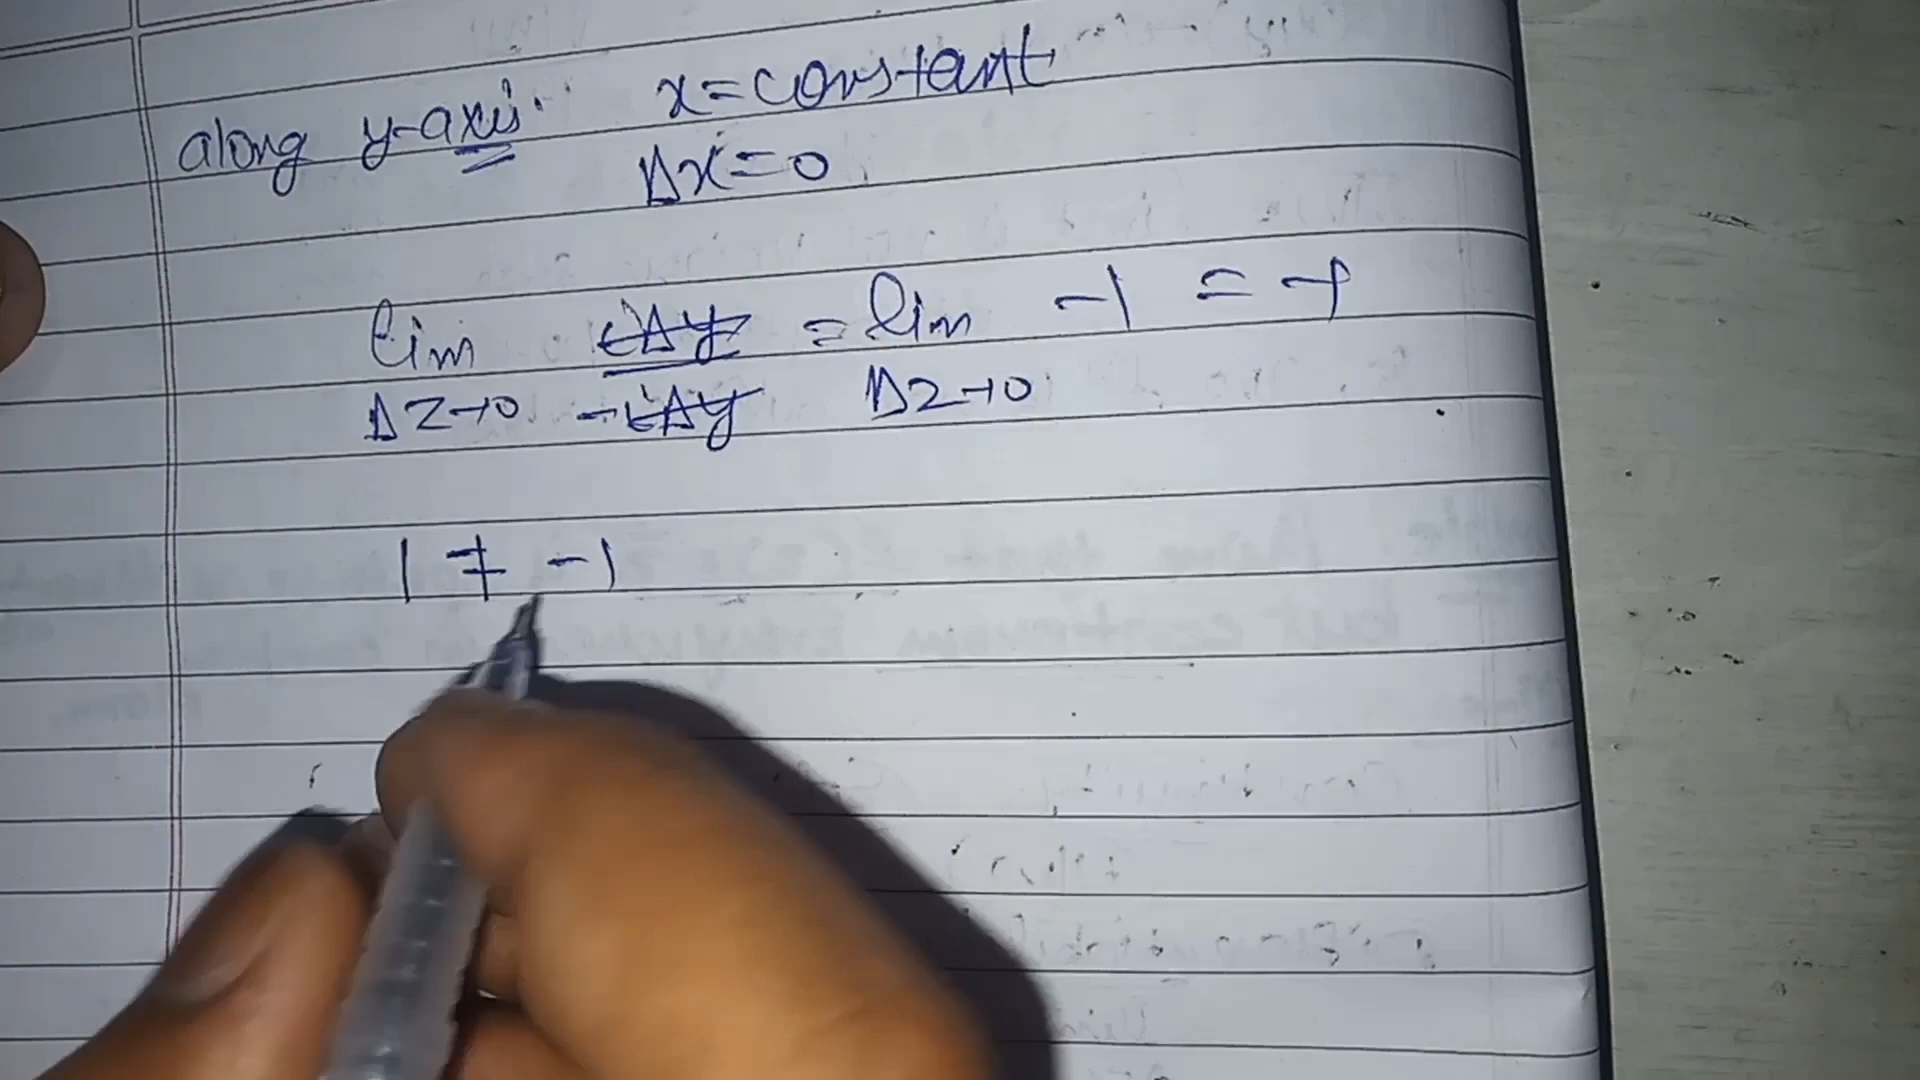 along y-axis. x=constant
Δx=0
lim iΔy = lim -1 = -1
Δz→0 -iΔy Δz→0
1 ≠ -1